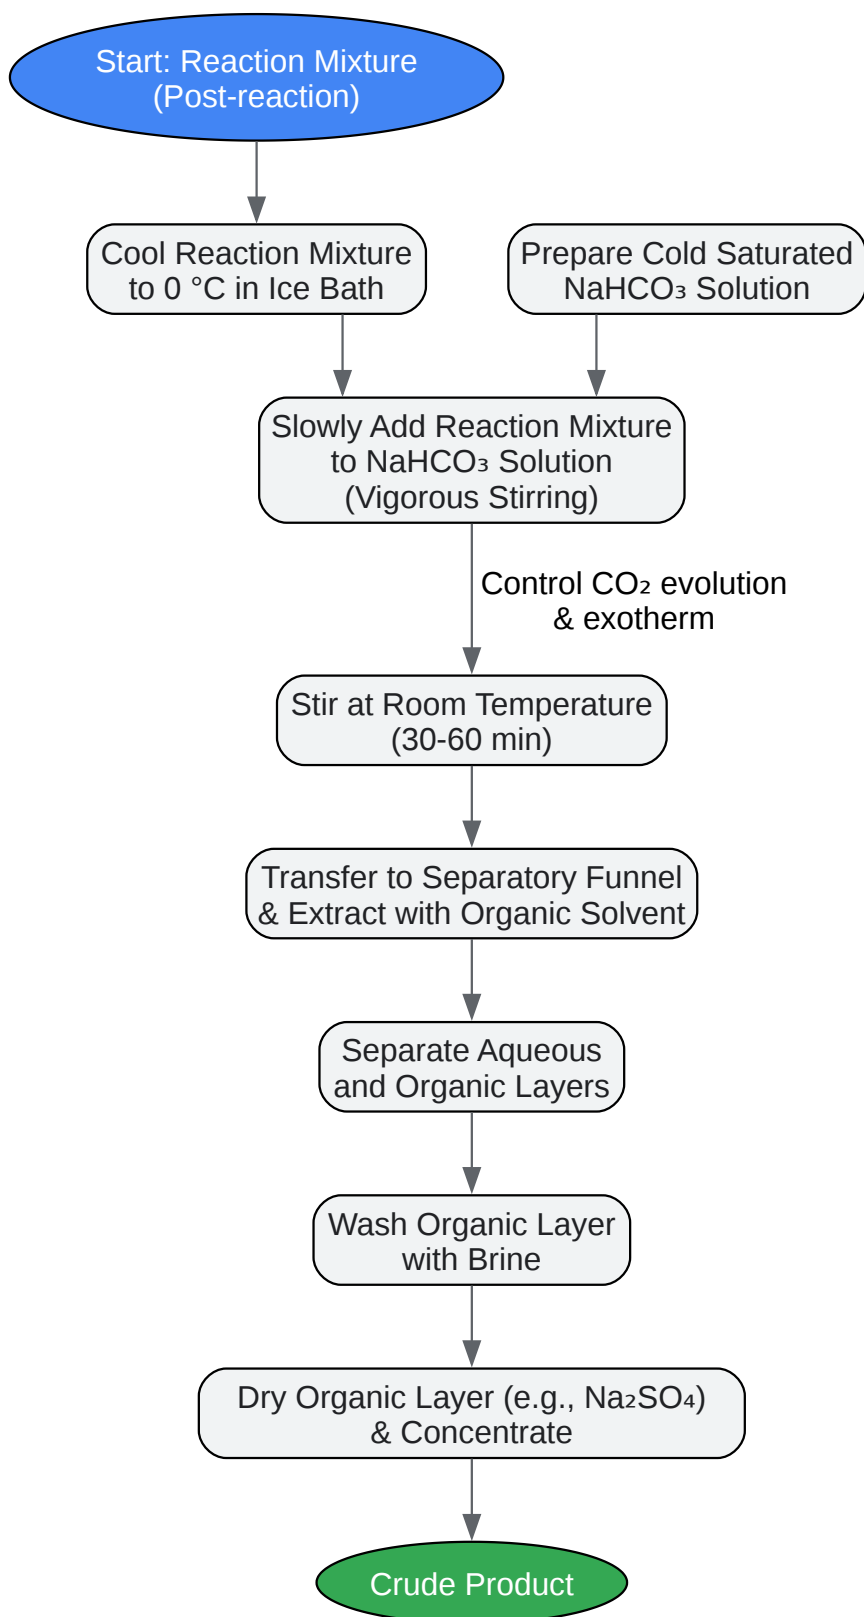 Start: Reaction Mixture
(Post-reaction)
Cool Reaction Mixture
to 0 °C in Ice Bath
Prepare Cold Saturated
NaHCO₃ Solution
Slowly Add Reaction Mixture
to NaHCO₃ Solution
(Vigorous Stirring)
Control CO₂ evolution
& exotherm
Stir at Room Temperature
(30-60 min)
Transfer to Separatory Funnel
& Extract with Organic Solvent
Separate Aqueous
and Organic Layers
Wash Organic Layer
with Brine
Dry Organic Layer (e.g., Na₂SO₄)
& Concentrate
Crude Product